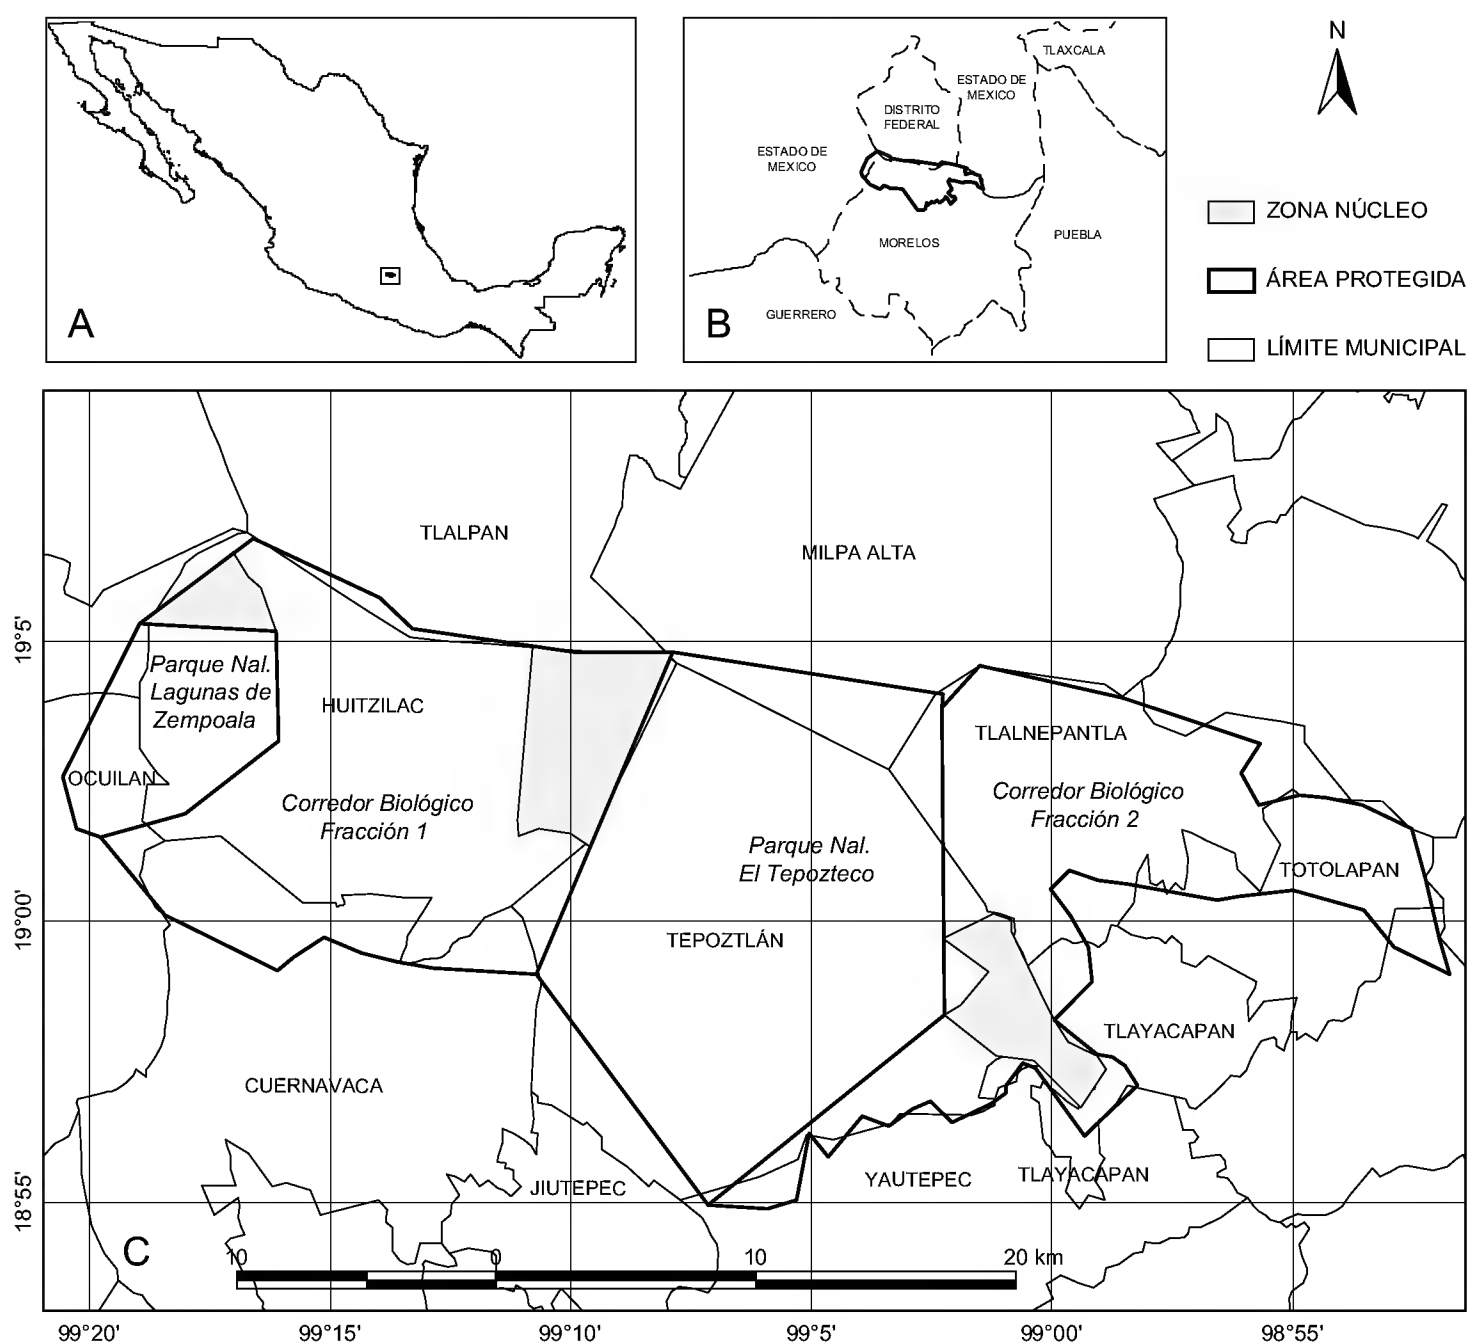 A
TLAXCALA
ESTADO DE
MEXICO
DISTRITO
FEDERAL
ESTADO DE
MEXICO
MORELOS
PUEBLA
GUERRERO
B
N
ZONA NÚCLEO
ÁREA PROTEGIDA
LÍMITE MUNICIPAL
TLALPAN
MILPA ALTA
19°5'
Parque Nal.
Lagunas de
Zempoala
HUITZILAC
TLALNEPANTLA
OCUILAN
Corredor Biológico
Fracción 1
Corredor Biológico
Fracción 2
Parque Nal.
El Tepozteco
TOTOLAPAN
19°00'
TEPOZTLÁN
TLAYACAPAN
CUERNAVACA
JIUTEPEC
YAUTEPEC
TLAYACAPAN
18°55'
C
10 0 10 20 km
99°20' 99°15' 99°10' 99°5' 99°00' 98°55'